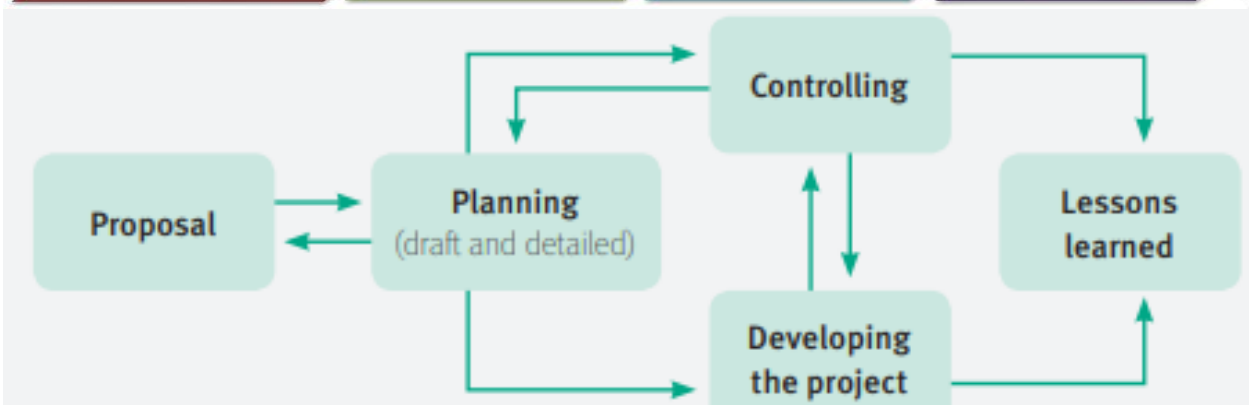 Controlling
Proposal
Planning
(draft and detailed)
Lessons
learned
Developing
the project